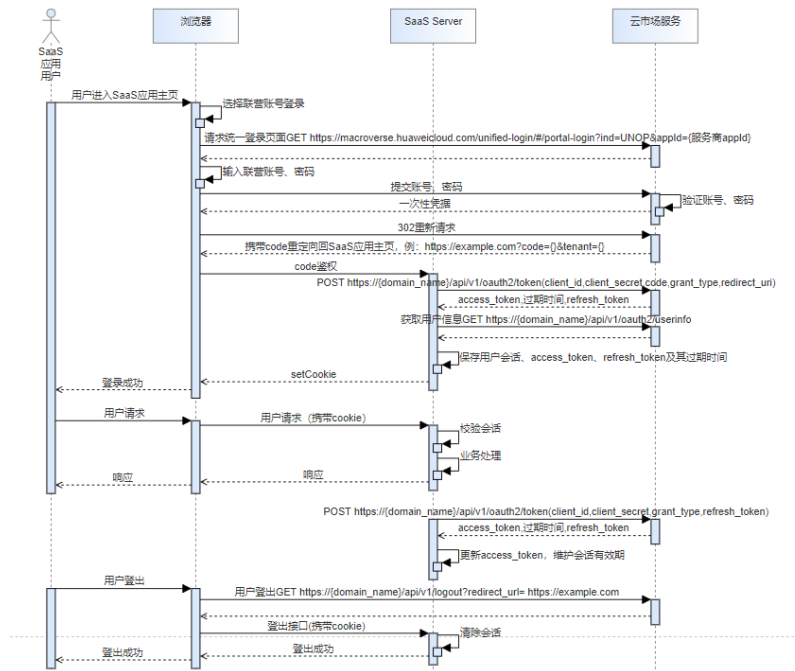 浏览器
SaaS Server
云市场服务
SaaS
应用
用户
用户进入SaaS应用主页
选择联营账号登录
请求统一登录页面GET https://macroverse.huaweicloud.com/unified-login/#/portal-login?ind=UNOP&appId={服务商appId}
输入联营账号、密码
提交账号、密码
验证账号、密码
一次性凭据
302重新请求
携带code重定向回SaaS应用主页，例：https://example.com?code={}&tenant={}
code鉴权
POST https://{domain_name}/api/v1/oauth2/token(client_id,client_secret,code,grant_type,redirect_uri)
access_token,过期时间,refresh_token
获取用户信息GET https://{domain_name}/api/v1/oauth2/userinfo
保存用户会话、access_token、refresh_token及其过期时间
setCookie
登录成功
用户请求
用户请求（携带cookie）
校验会话
业务处理
响应
响应
POST https://{domain_name}/api/v1/oauth2/token(client_id,client_secret,grant_type,refresh_token)
access_token,过期时间,refresh_token
更新access_token，维护会话有效期
用户登出
用户登出GET https://{domain_name}/api/v1/logout?redirect_url= https://example.com
登出接口(携带cookie)
清除会话
登出成功
登出成功